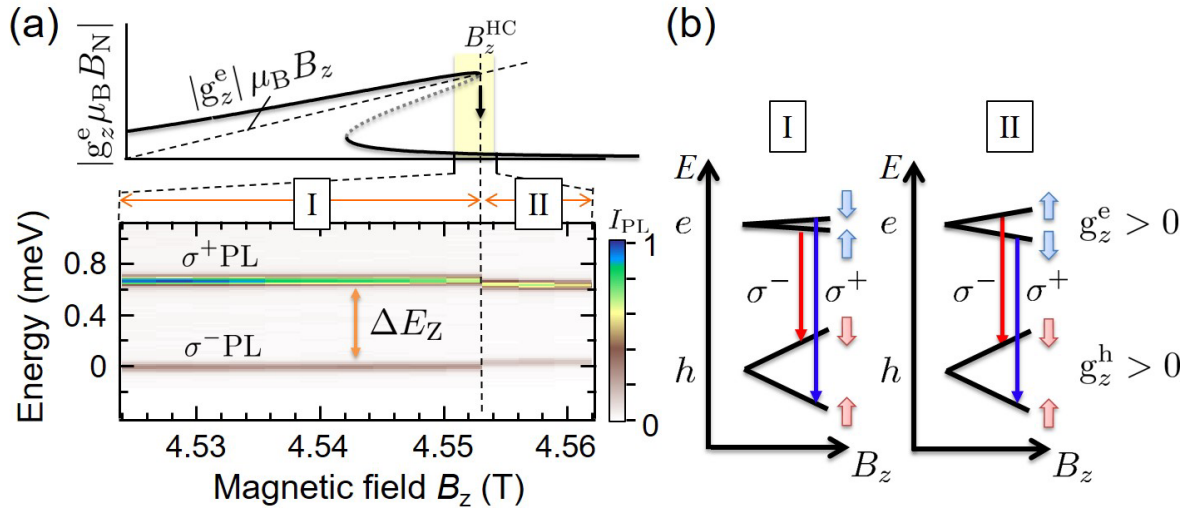 (a)
|g_z^e μ_B B_N|
|g_z^e| μ_B B_z
B_z^HC
I
II
I_PL
1
0
Energy (meV)
0.8
0.4
0
σ⁺PL
ΔE_Z
σ⁻PL
4.53 4.54 4.55 4.56
Magnetic field B_z (T)
(b)
I
E
e
σ⁻ σ⁺
h
B_z
II
E
e
g_z^e > 0
σ⁻ σ⁺
h
g_z^h > 0
B_z